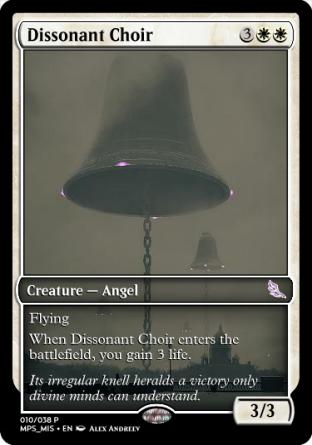 Dissonant Choir 3
Creature — Angel
Flying
When Dissonant Choir enters the
battlefield, you gain 3 life.
Its irregular knell heralds a victory only
divine minds can understand.
3/3
010/038 P
MPS_MIS • EN Alex Andreev